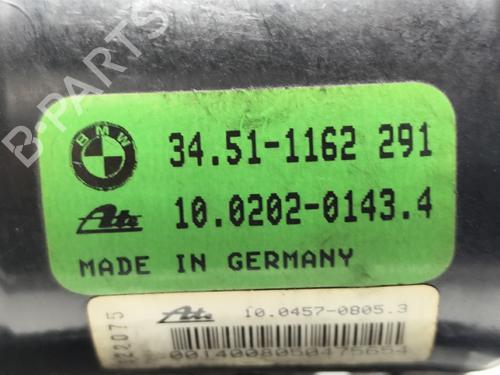 BMW
34.51-1162 291
Ate
10.0202-0143.4
MADE IN GERMANY
Ate
10.0457-0805.3
B-PARTS